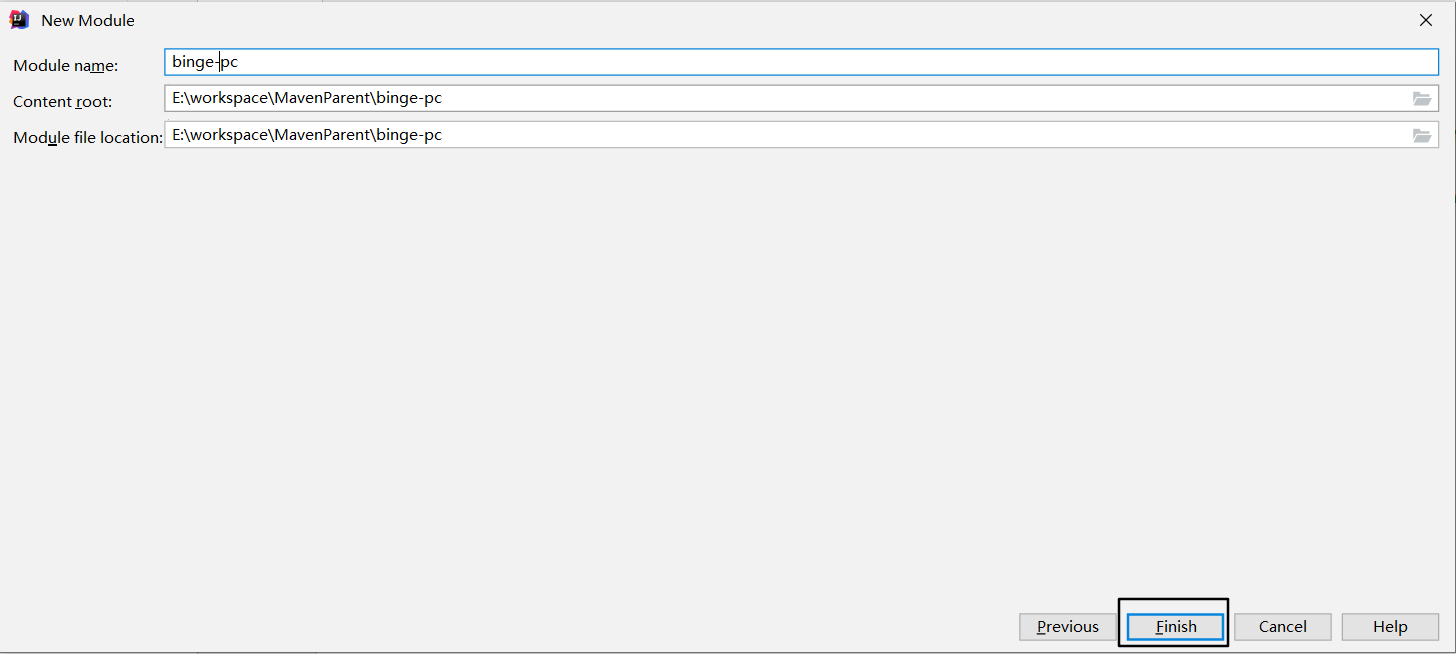 New Module
Module name: binge-pc
Content root: E:\workspace\MavenParent\binge-pc
Module file location: E:\workspace\MavenParent\binge-pc
Previous Finish Cancel Help